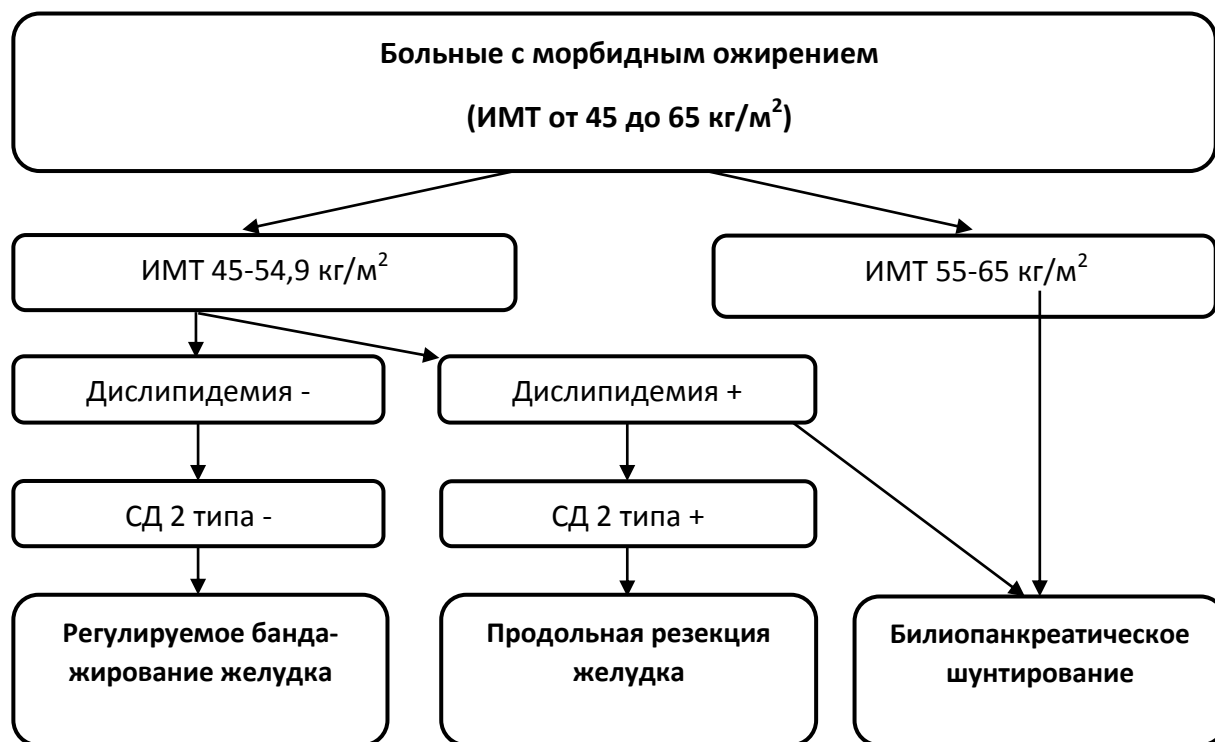 Больные с морбидным ожирением
(ИМТ от 45 до 65 кг/м²)
ИМТ 45-54,9 кг/м²
ИМТ 55-65 кг/м²
Дислипидемия -
Дислипидемия +
СД 2 типа -
СД 2 типа +
Регулируемое банда-
жирование желудка
Продольная резекция
желудка
Билиопанкреатическое
шунтирование